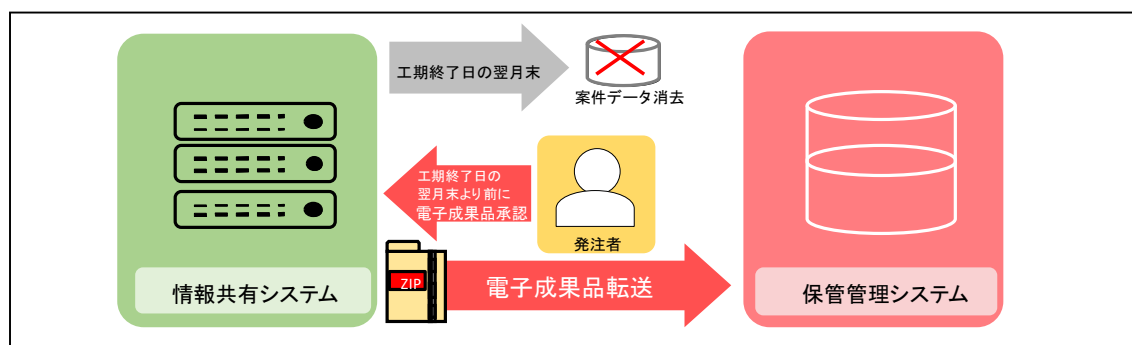 工期終了日の翌月末
案件データ消去
工期終了日の
翌月末より前に
電子成果品承認
発注者
ZIP
電子成果品転送
情報共有システム
保管管理システム